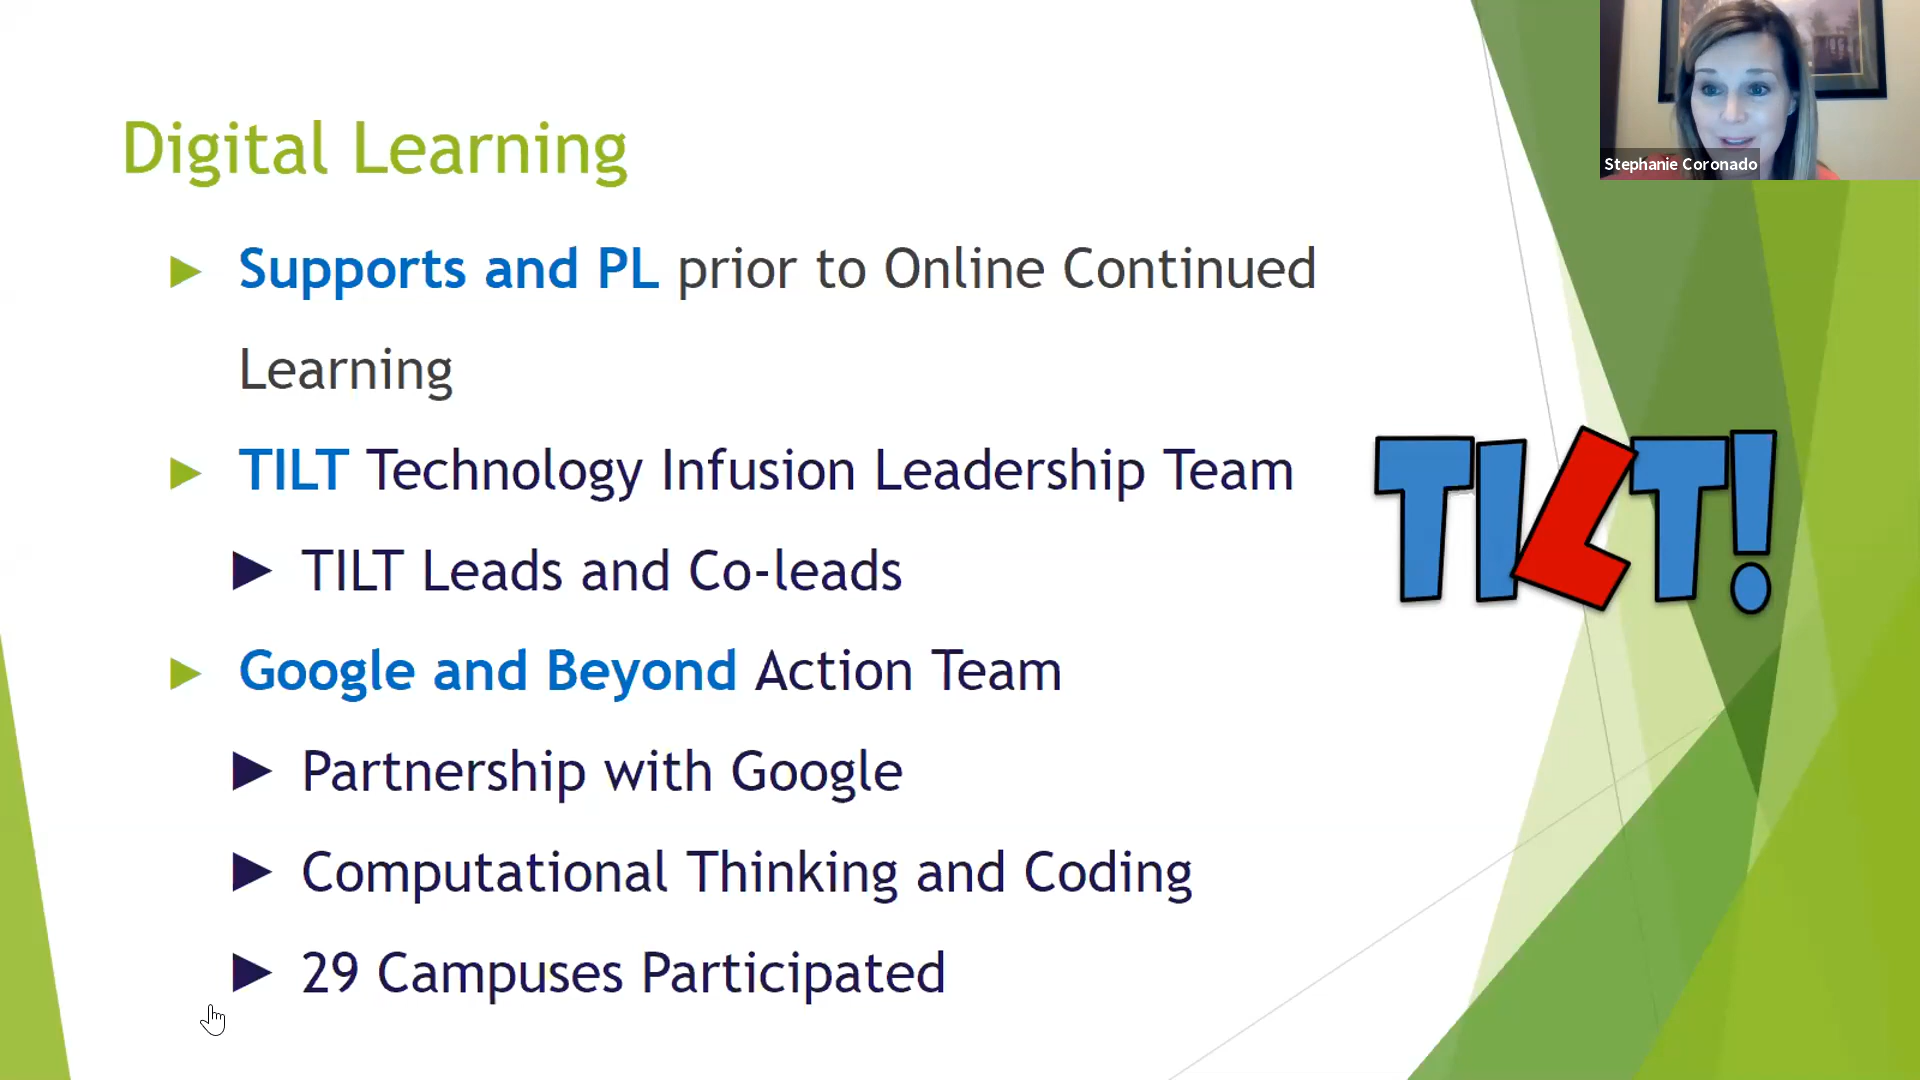 Digital Learning
Stephanie Coronado
Supports and PL prior to Online Continued
Learning
TILT Technology Infusion Leadership Team
TILT Leads and Co-leads
TILT!
Google and Beyond Action Team
Partnership with Google
Computational Thinking and Coding
29 Campuses Participated